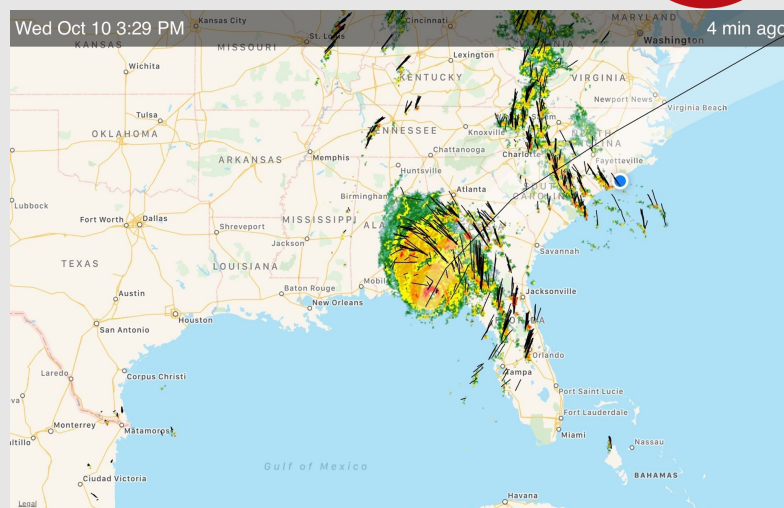 Wed Oct 10 3:29 PM
4 min ago
Kansas City
St. Lo
Cincinnati
MARYLAND
Washington
KANSAS
MISSOURI
Wichita
Lexington
KENTUCKY
VIRGINIA
Newport News
Virginia Beach
Tulsa
OKLAHOMA
ENNESSEE
Knoxville
Chattanooga
Charlotte
Fayetteville
ARKANSAS
Memphis
Huntsville
Birmingham
Atlanta
Lubbock
Fort Worth
Dallas
Shreveport
MISSISSIPPI
ALA
Jackson
Savannah
TEXAS
LOUISIANA
Austin
Baton Rouge
Mobile
New Orleans
Jacksonville
San Antonio
Houston
Orlando
Laredo
Corpus Christi
Tampa
Port Saint Lucie
Fort Lauderdale
Monterrey
Matamoros
ltillo
Miami
Nassau
Gulf of Mexico
BAHAMAS
Ciudad Victoria
Havana
Legal